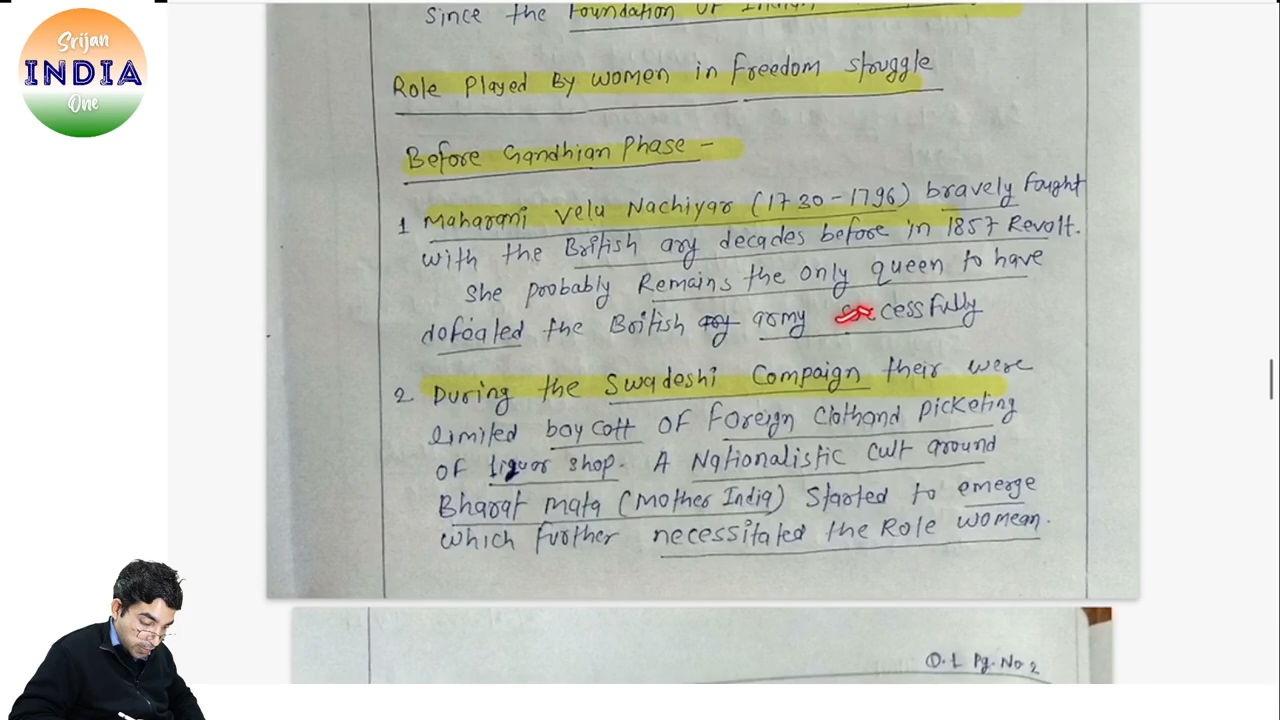 Srijan
INDIA
One
since the Foundation of Indian
Role Played By women in freedom struggle
Before Gandhian Phase -
1 Maharani Velu Nachiyar (1730-1796) bravely fought
with the British ary decades before in 1857 Revolt.
She probably Remains the only queen to have
defeated the British army cessfully
2. During the Swadeshi Compaign their were
limited boycott of Foreign Clothand Picketing
of liquor shop. A Nationalistic Cult around
Bharat mata (Mother India) Started to emerge
which further necessitated the Role womean.
Q.1 Pg.No 2